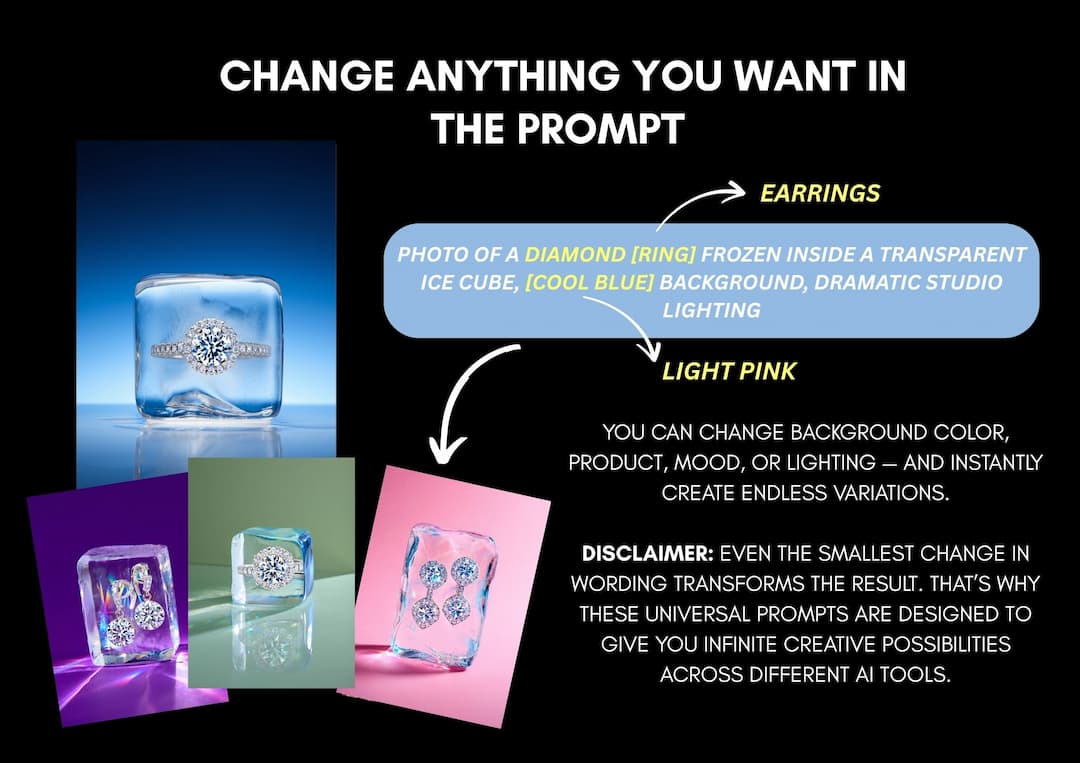 CHANGE ANYTHING YOU WANT IN
THE PROMPT
EARRINGS
PHOTO OF A DIAMOND [RING] FROZEN INSIDE A TRANSPARENT
ICE CUBE, [COOL BLUE] BACKGROUND, DRAMATIC STUDIO
LIGHTING
LIGHT PINK
YOU CAN CHANGE BACKGROUND COLOR,
PRODUCT, MOOD, OR LIGHTING — AND INSTANTLY
CREATE ENDLESS VARIATIONS.
DISCLAIMER: EVEN THE SMALLEST CHANGE IN
WORDING TRANSFORMS THE RESULT. THAT'S WHY
THESE UNIVERSAL PROMPTS ARE DESIGNED TO
GIVE YOU INFINITE CREATIVE POSSIBILITIES
ACROSS DIFFERENT AI TOOLS.